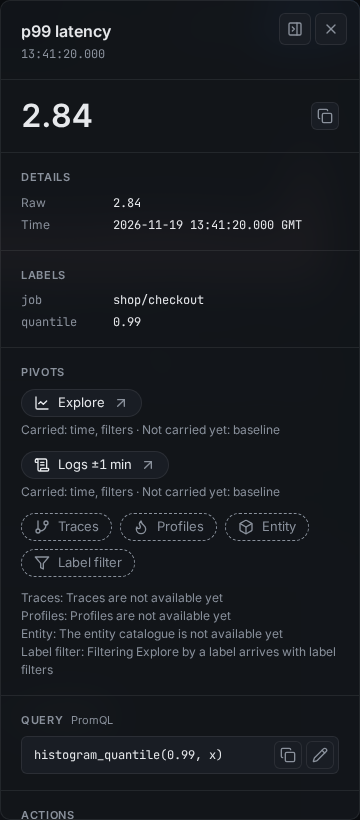 p99 latency
13:41:20.000
2.84
DETAILS
Raw 2.84
Time 2026-11-19 13:41:20.000 GMT
LABELS
job shop/checkout
quantile 0.99
PIVOTS
Explore
Carried: time, filters · Not carried yet: baseline
Logs ±1 min
Carried: time, filters · Not carried yet: baseline
Traces Profiles Entity
Label filter
Traces: Traces are not available yet
Profiles: Profiles are not available yet
Entity: The entity catalogue is not available yet
Label filter: Filtering Explore by a label arrives with label
filters
QUERY PromQL
histogram_quantile(0.99, x)
ACTIONS